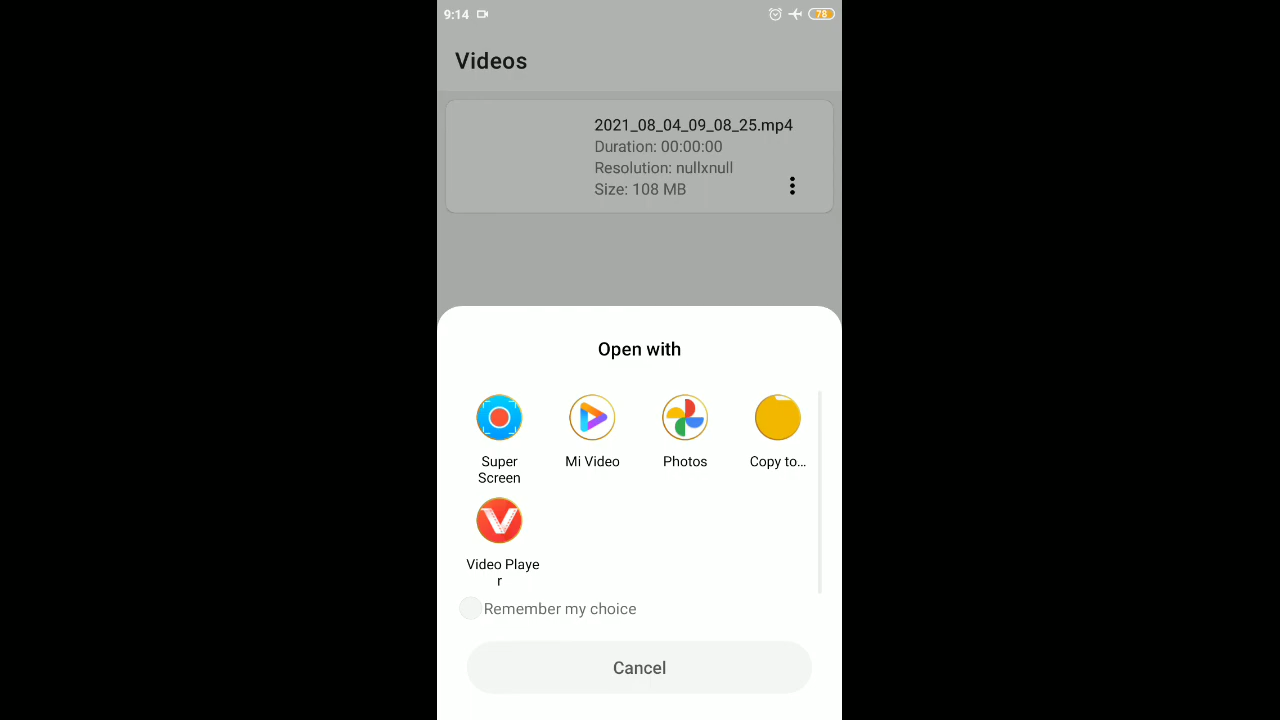 9:14
78
Videos
2021_08_04_09_08_25.mp4
Duration: 00:00:00
Resolution: nullxnull
Size: 108 MB
Open with
Super
Screen
Mi Video
Photos
Copy to...
Video Playe
r
Remember my choice
Cancel